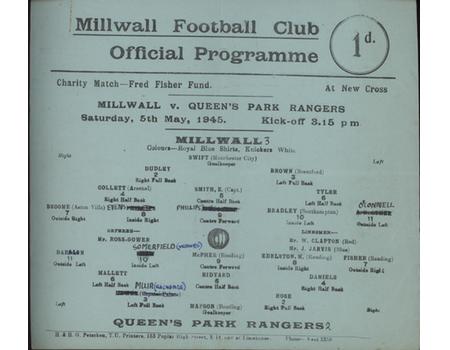 Millwall Football Club
Official Programme
1d.
Charity Match—Fred Fisher Fund. At New Cross
MILLWALL v. QUEEN'S PARK RANGERS
Saturday, 5th May, 1945. Kick-off 3.15 p m
MILLWALL 3
Colours—Royal Blue Shirts, Knickers White.
Right Left
SWIFT (Manchester City)
Goalkeeper
DUDLEY BROWN (Brentford)
2 3
Right Full Back Left Full Back
COLLETT (Arsenal) SMITH, E. (Capt.) TYLER
4 5 6
Right Half Back Centre Half Left Half Back
BROOME (Aston Villa) BRADLEY (Northampton)
7 8 9 10 11
Outside Right Inside Right Centre Forward Inside Left Outside Left
REFEREE— LINESMEN—
Mr. ROSS-GOWER Mr. W. CLAPTON (Red)
Mr. J. JARVIS (Blue)
SOMERFIELD
McPHEE (Reading) EDELSTON, M. (Reading) FISHER (Reading)
11 10 9 8 7
Outside Left Inside Left Centre Forward Inside Right Outside Right
MALLETT RIDYARD DANIELS
6 5 4
Left Half Back Centre Half Right Half Back
MUIR
3
Left Full Back
ROSE
2
Right Full Back
MAPSON (Reading)
Goalkeeper
Left Right
QUEEN'S PARK RANGERS 2